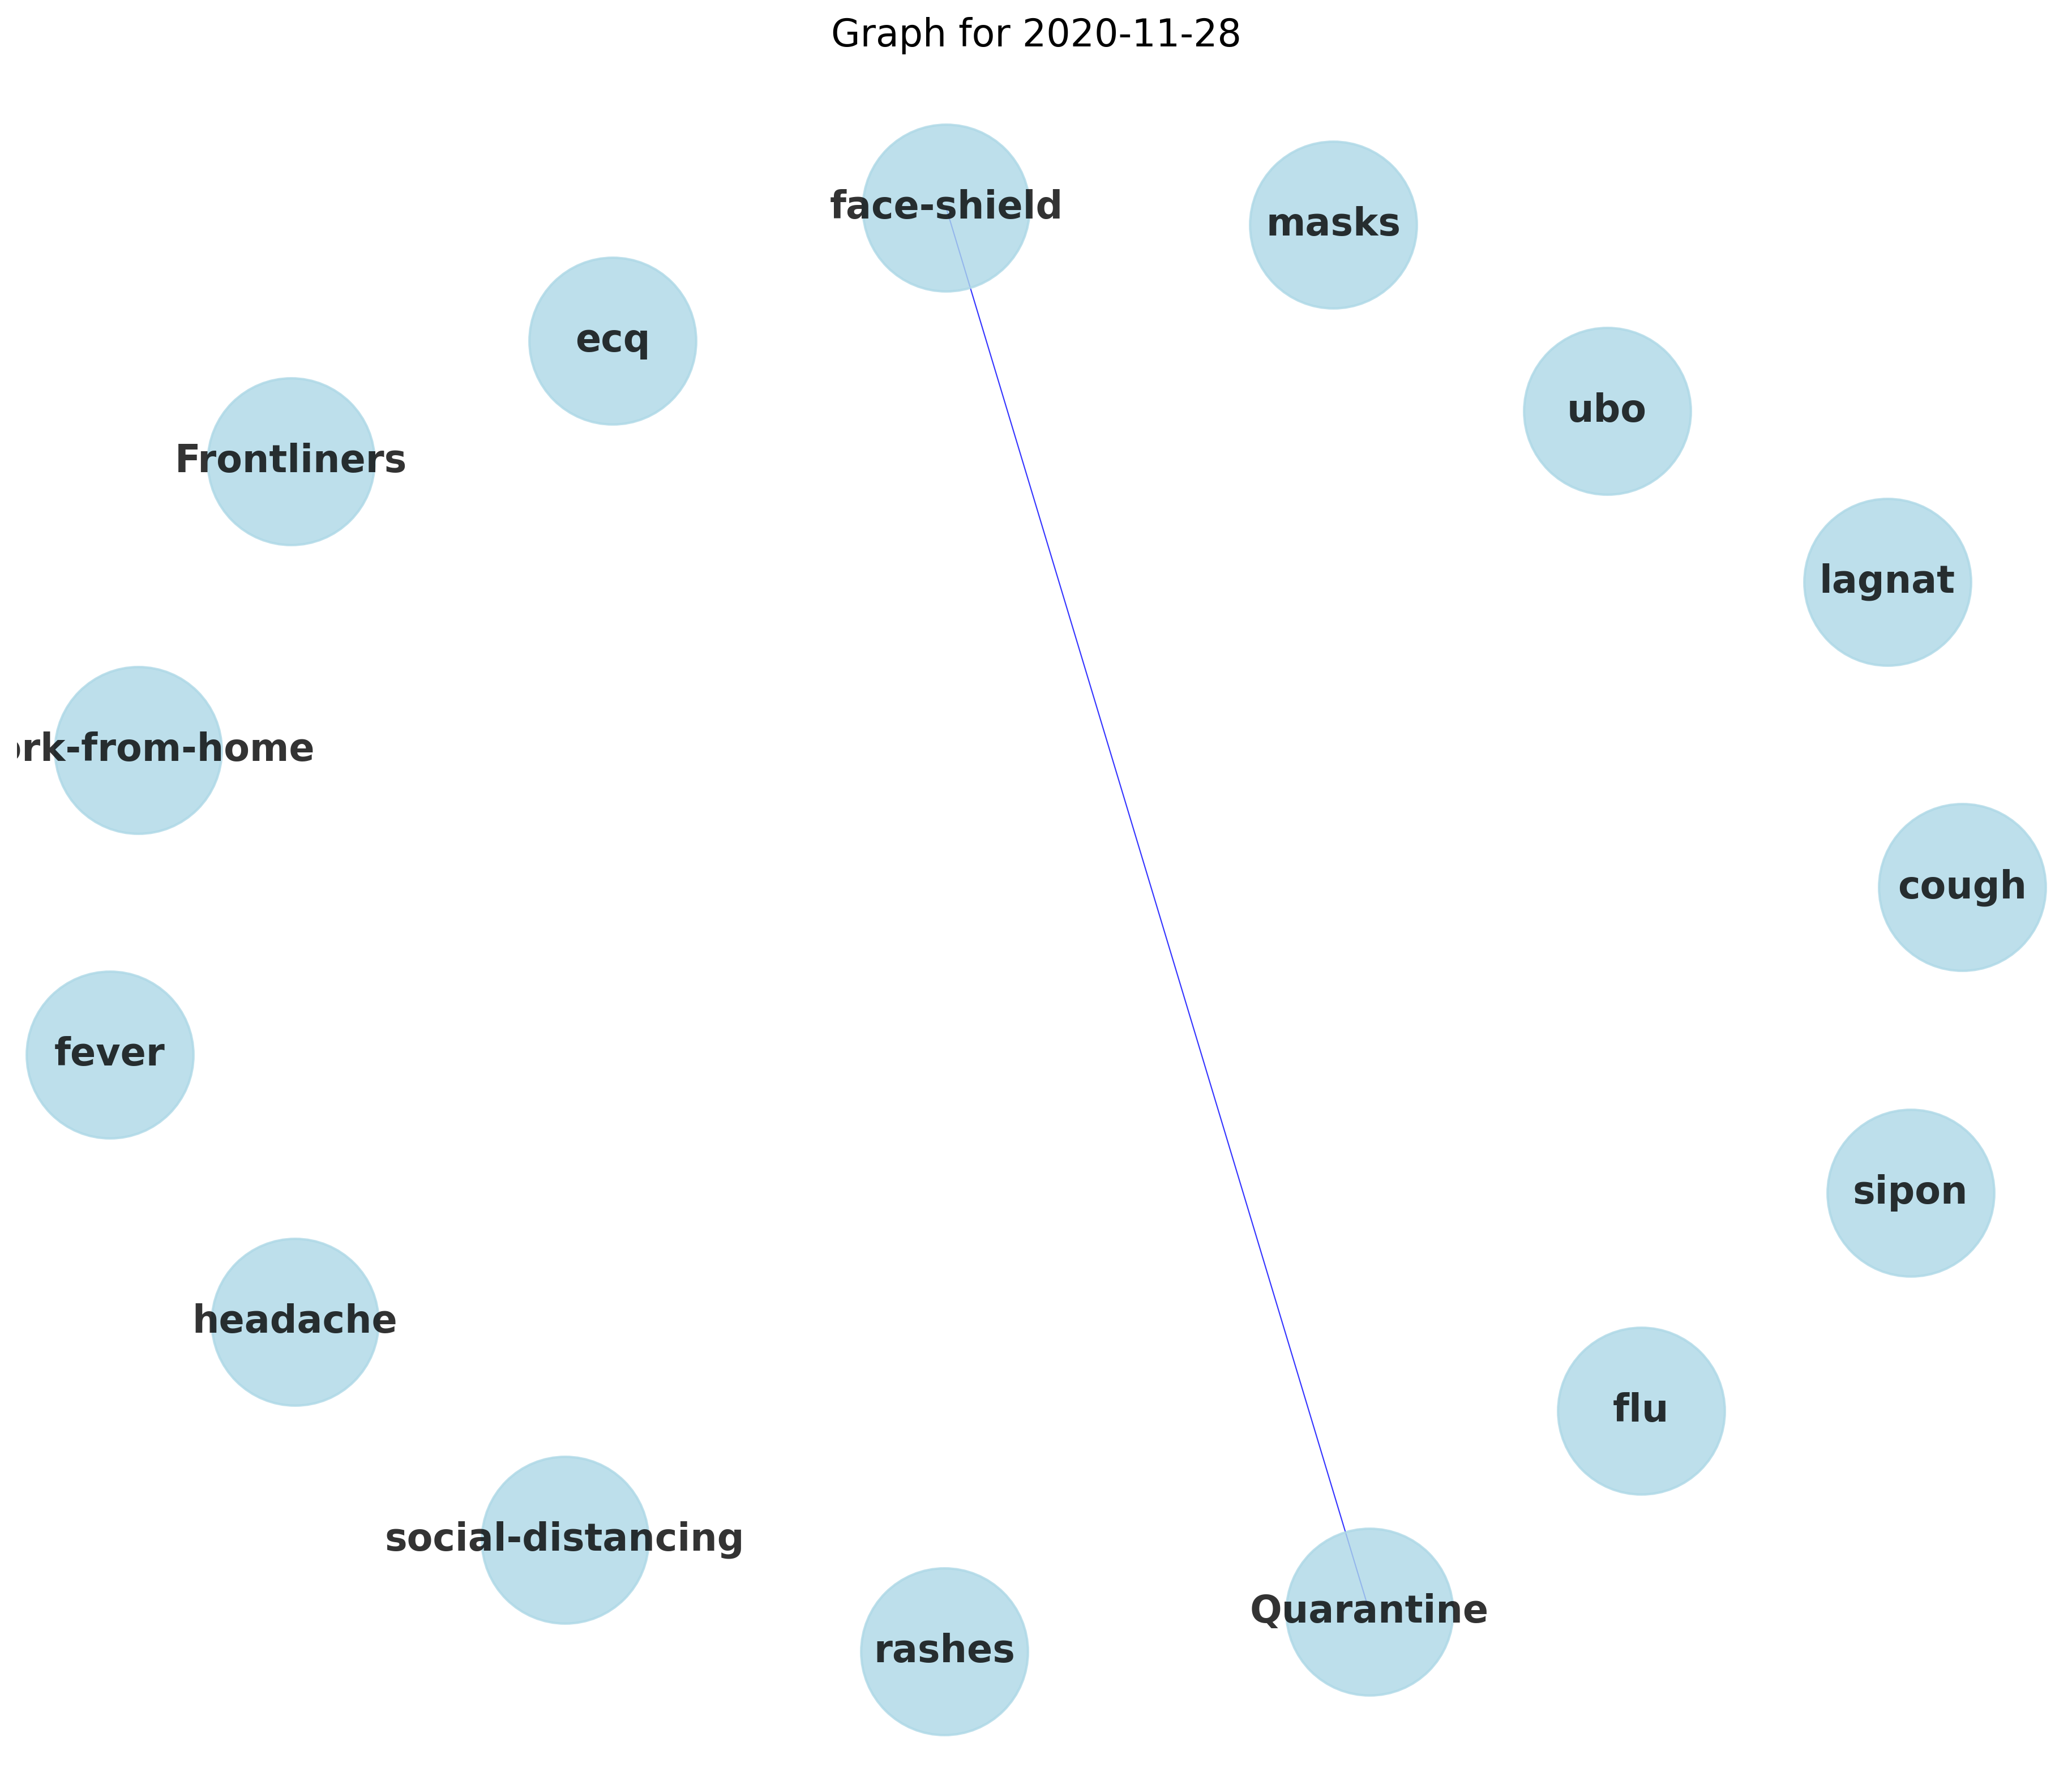 Graph for 2020-11-28
face-shield
masks
ecq
ubo
Frontliners
lagnat
rk-from-home
cough
fever
sipon
headache
flu
social-distancing
Quarantine
rashes